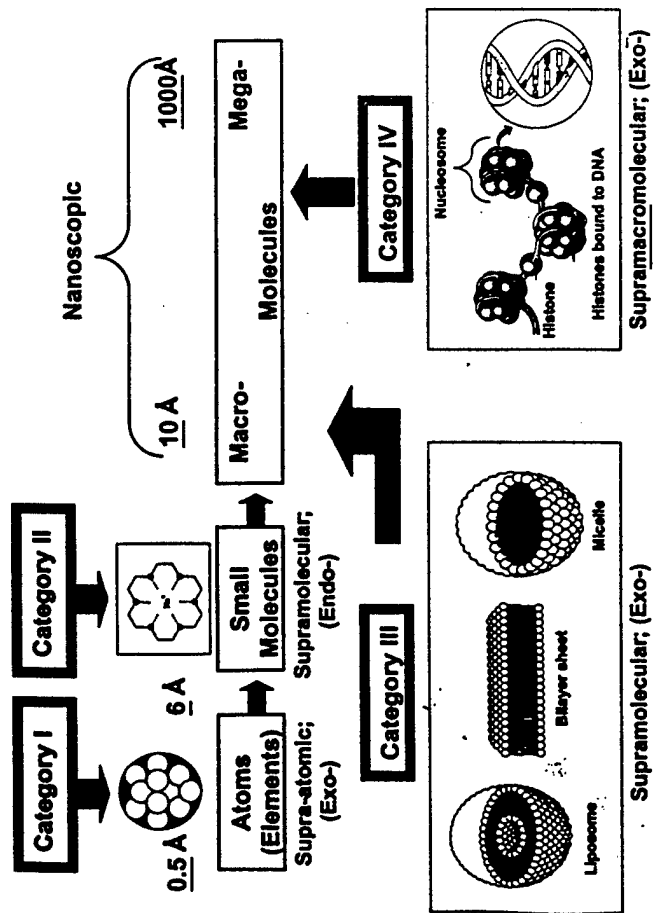 Nanoscopic
Category I
Category II
0.5 Å
6 Å
10 Å
1000Å
Atoms
(Elements)
Small
Molecules
Macro-
Molecules
Mega-
Supra-atomic;
(Exo-)
Supramolecular;
(Endo-)
Category III
Category IV
Liposome
Bilayer sheet
Micelle
Nucleosome
Histone
Histones bound to DNA
Supramolecular; (Exo-)
Supramacromolecular; (Exo-)